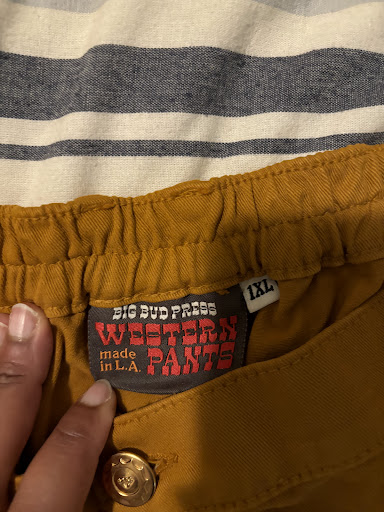 BIG BUD PRESS
WESTERN
made
in L.A. PANTS
1XL